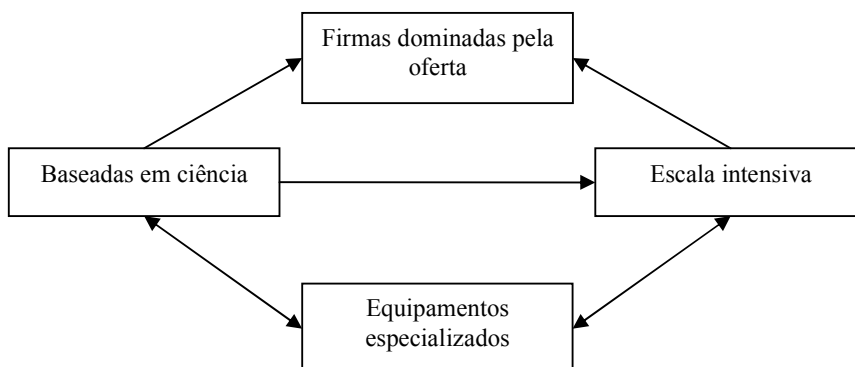 Firmas dominadas pela
oferta
Baseadas em ciência
Escala intensiva
Equipamentos
especializados